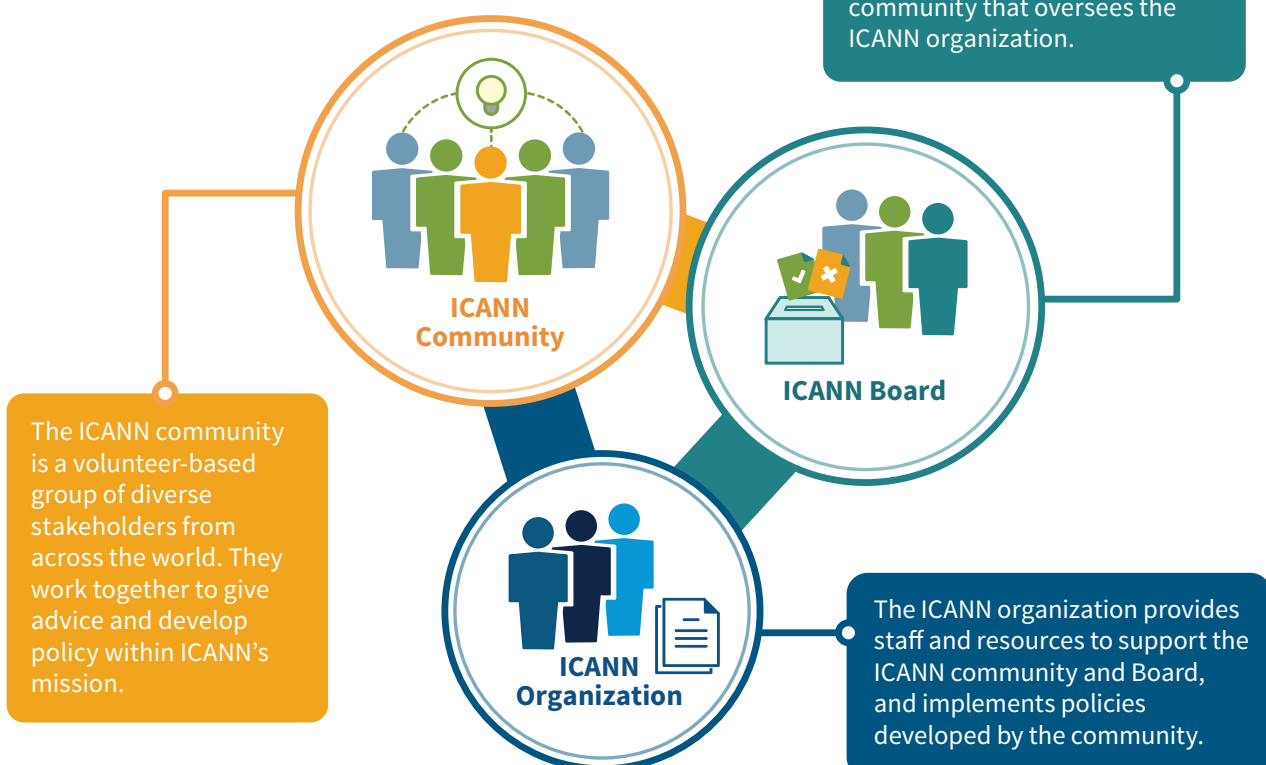 community that oversees the
ICANN organization.
ICANN
Community
ICANN Board
The ICANN community
is a volunteer-based
group of diverse
stakeholders from
across the world. They
work together to give
advice and develop
policy within ICANN’s
mission.
ICANN
Organization
The ICANN organization provides
staff and resources to support the
ICANN community and Board,
and implements policies
developed by the community.